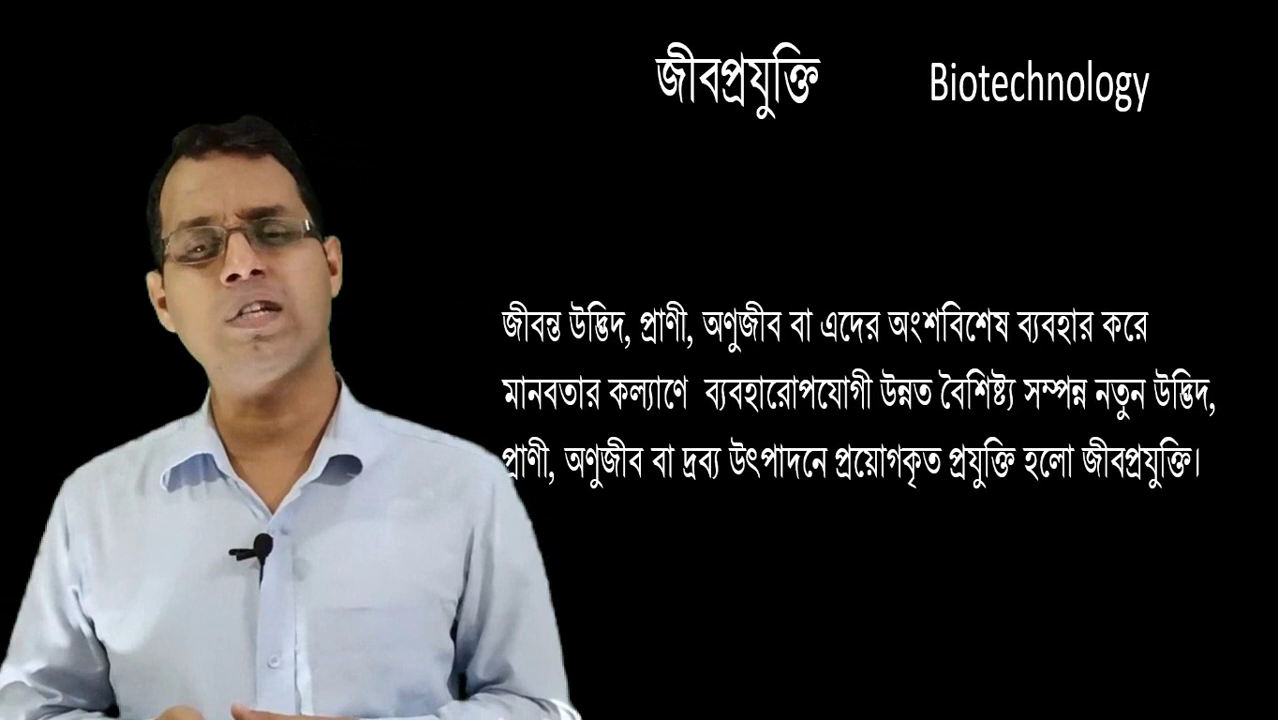 জীবপ্রযুক্তি Biotechnology
জীবন্ত উদ্ভিদ, প্রাণী, অণুজীব বা এদের অংশবিশেষ ব্যবহার করে
মানবতার কল্যাণে ব্যবহারোপযোগী উন্নত বৈশিষ্ট্য সম্পন্ন নতুন উদ্ভিদ,
প্রাণী, অণুজীব বা দ্রব্য উৎপাদনে প্রয়োগকৃত প্রযুক্তি হলো জীবপ্রযুক্তি।